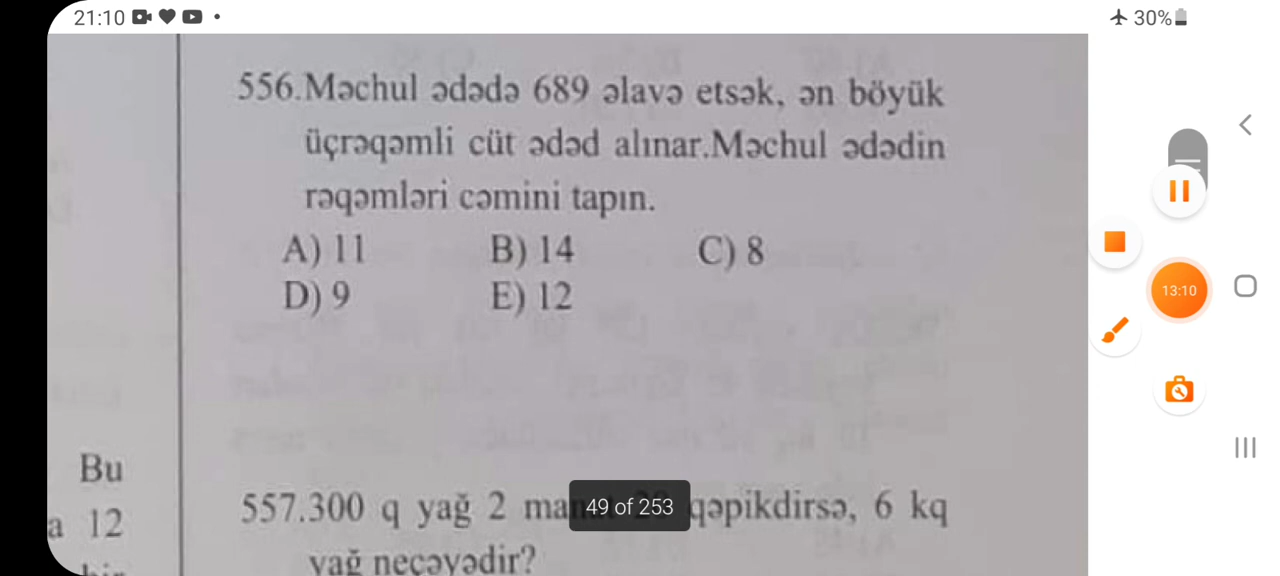 21:10
30%
556.Məchul ədədə 689 əlavə etsək, ən böyük
üçrəqəmli cüt ədəd alınar.Məchul ədədin
rəqəmləri cəmini tapın.
A) 11 B) 14 C) 8
D) 9 E) 12
13:10
Bu
a 12
557.300 q yağ 2 qəpikdirsə, 6 kq
49 of 253
yağ neçəyədir?